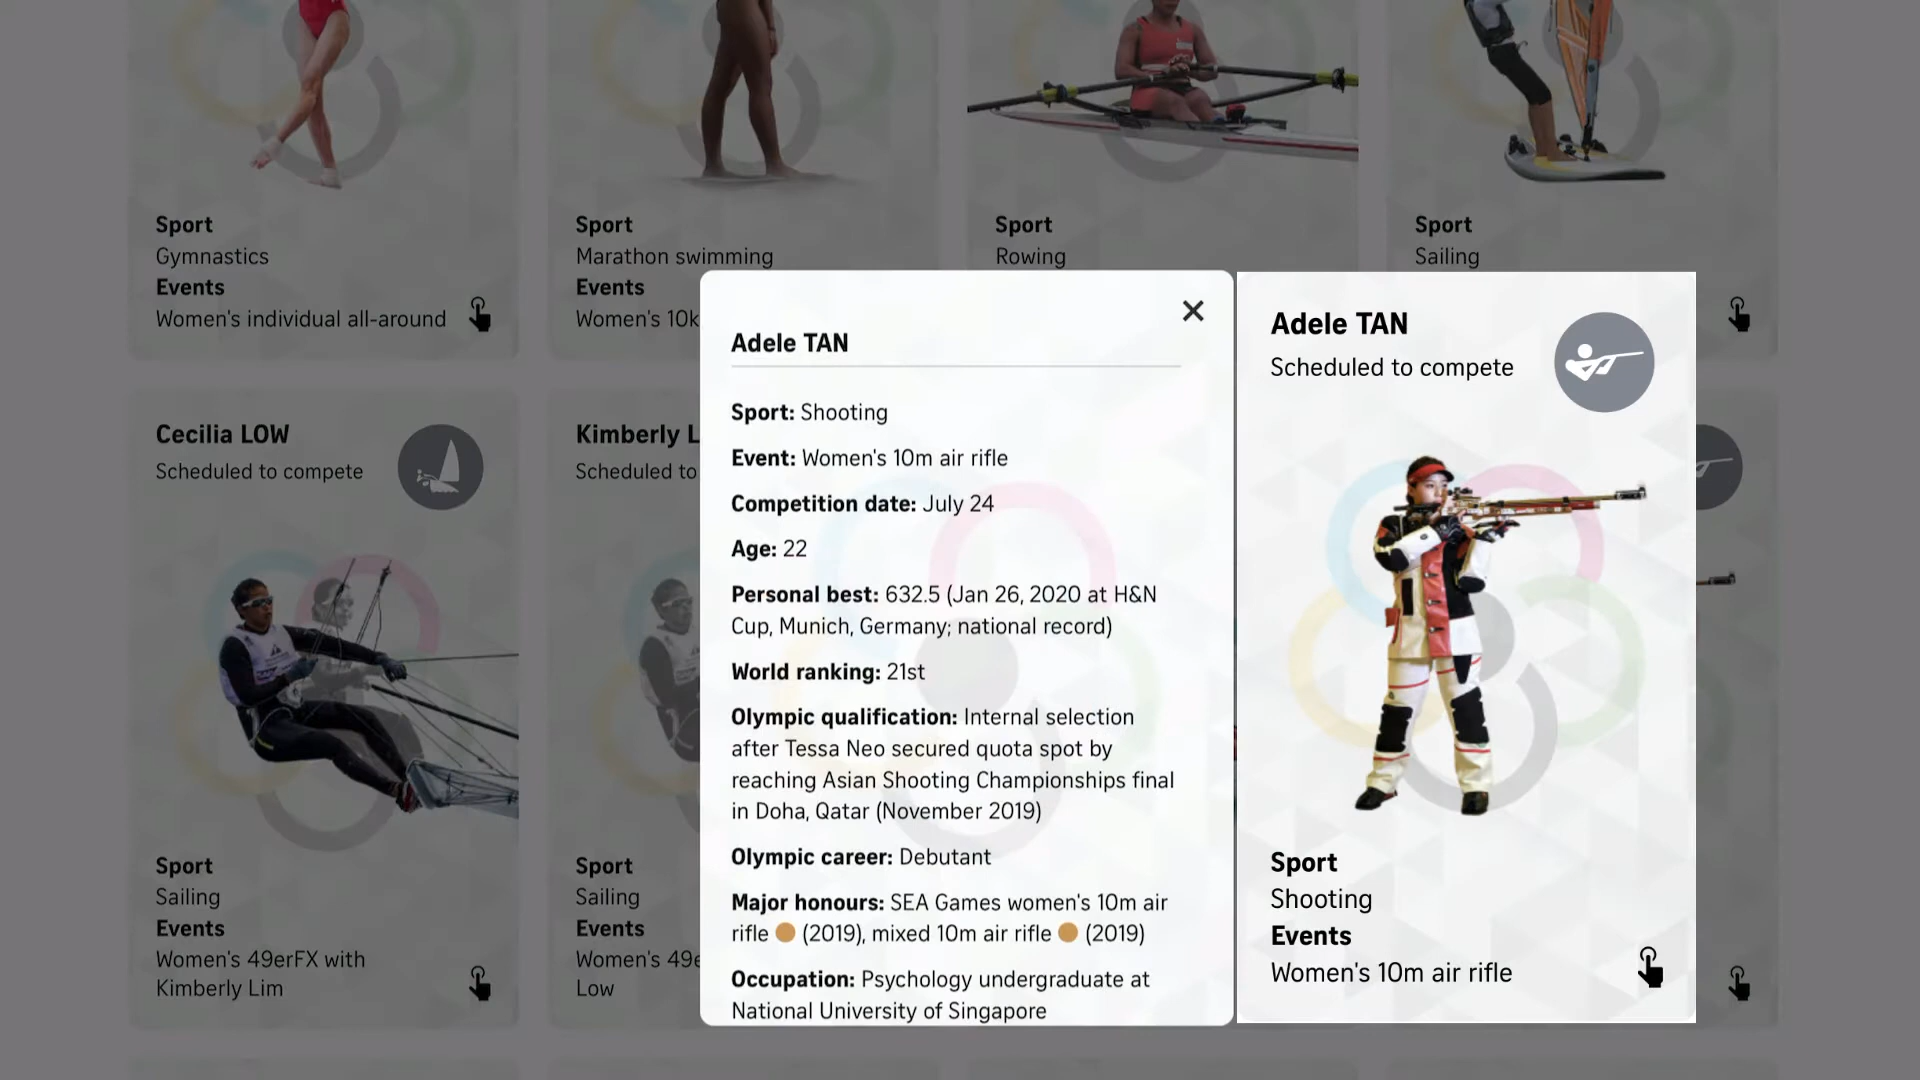 Sport
Gymnastics
Events
Women's individual all-around
Sport
Marathon swimming
Events
Women's 10k
Sport
Rowing
Sport
Sailing
Cecilia LOW
Scheduled to compete
Sport
Sailing
Events
Women's 49erFX with
Kimberly Lim
Kimberly L
Scheduled to
Sport
Sailing
Events
Women's 49e
Low
Adele TAN
Sport: Shooting
Event: Women's 10m air rifle
Competition date: July 24
Age: 22
Personal best: 632.5 (Jan 26, 2020 at H&N
Cup, Munich, Germany; national record)
World ranking: 21st
Olympic qualification: Internal selection
after Tessa Neo secured quota spot by
reaching Asian Shooting Championships final
in Doha, Qatar (November 2019)
Olympic career: Debutant
Major honours: SEA Games women's 10m air
rifle (2019), mixed 10m air rifle (2019)
Occupation: Psychology undergraduate at
National University of Singapore
Adele TAN
Scheduled to compete
Sport
Shooting
Events
Women's 10m air rifle